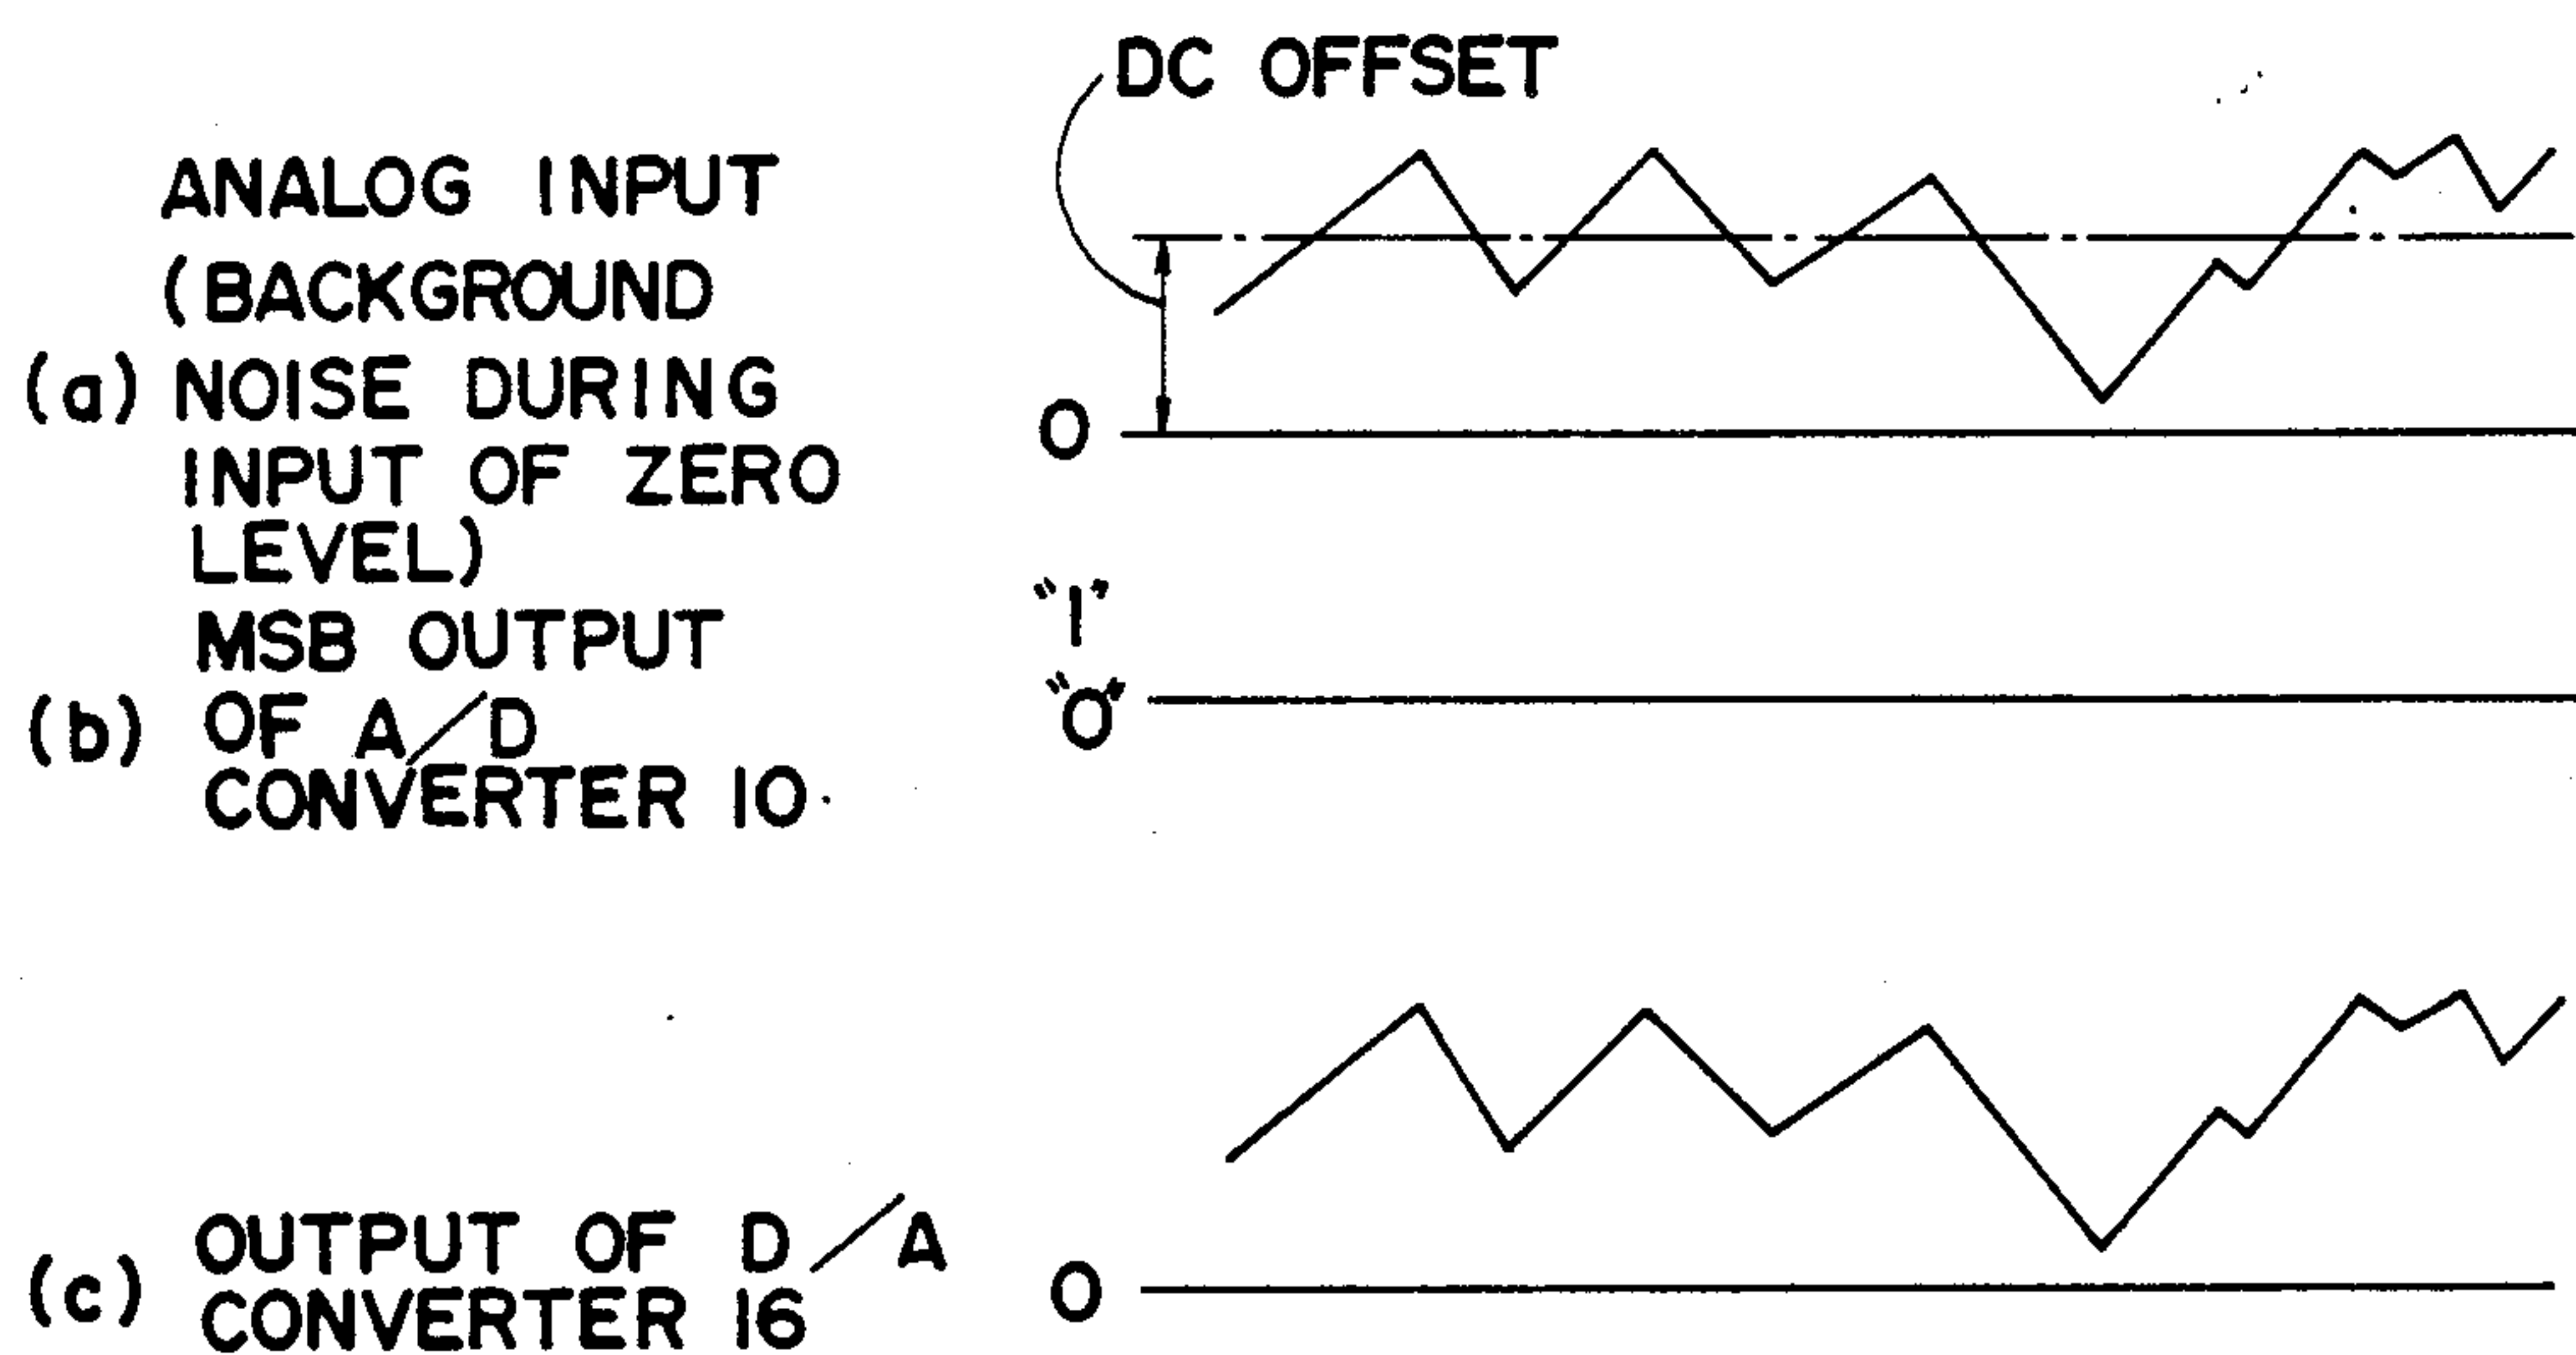 DC OFFSET
ANALOG INPUT
(BACKGROUND
(a) NOISE DURING
INPUT OF ZERO
LEVEL)
0
MSB OUTPUT
(b) OF A/D
CONVERTER 10
"1"
"0"
(c) OUTPUT OF D/A
CONVERTER 16
0